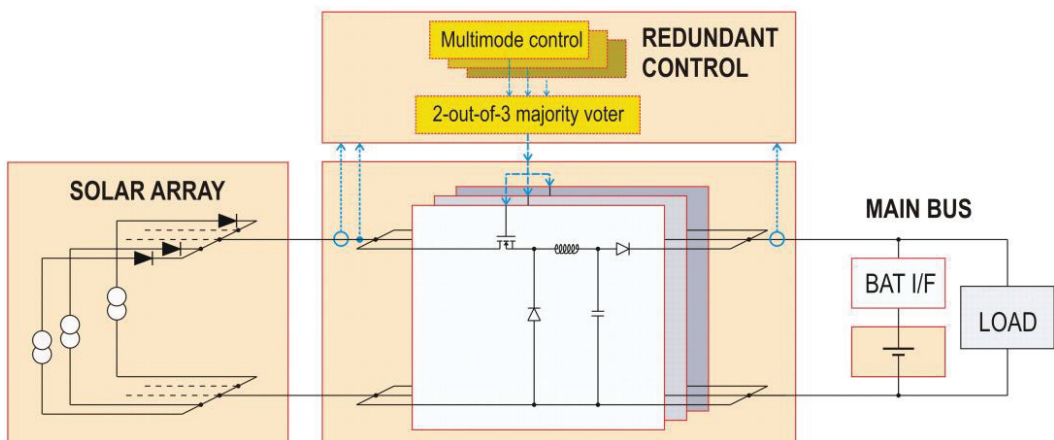 Multimode control
REDUNDANT
CONTROL
2-out-of-3 majority voter
SOLAR ARRAY
MAIN BUS
BAT I/F
LOAD